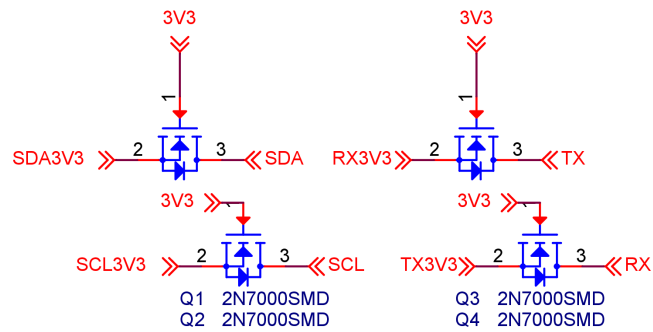 3V3 3V3
1 1
SDA3V3 2 3 SDA RX3V3 2 3 TX
3V3 3V3
SCL3V3 2 3 SCL TX3V3 2 3 RX
Q1 2N7000SMD Q3 2N7000SMD
Q2 2N7000SMD Q4 2N7000SMD